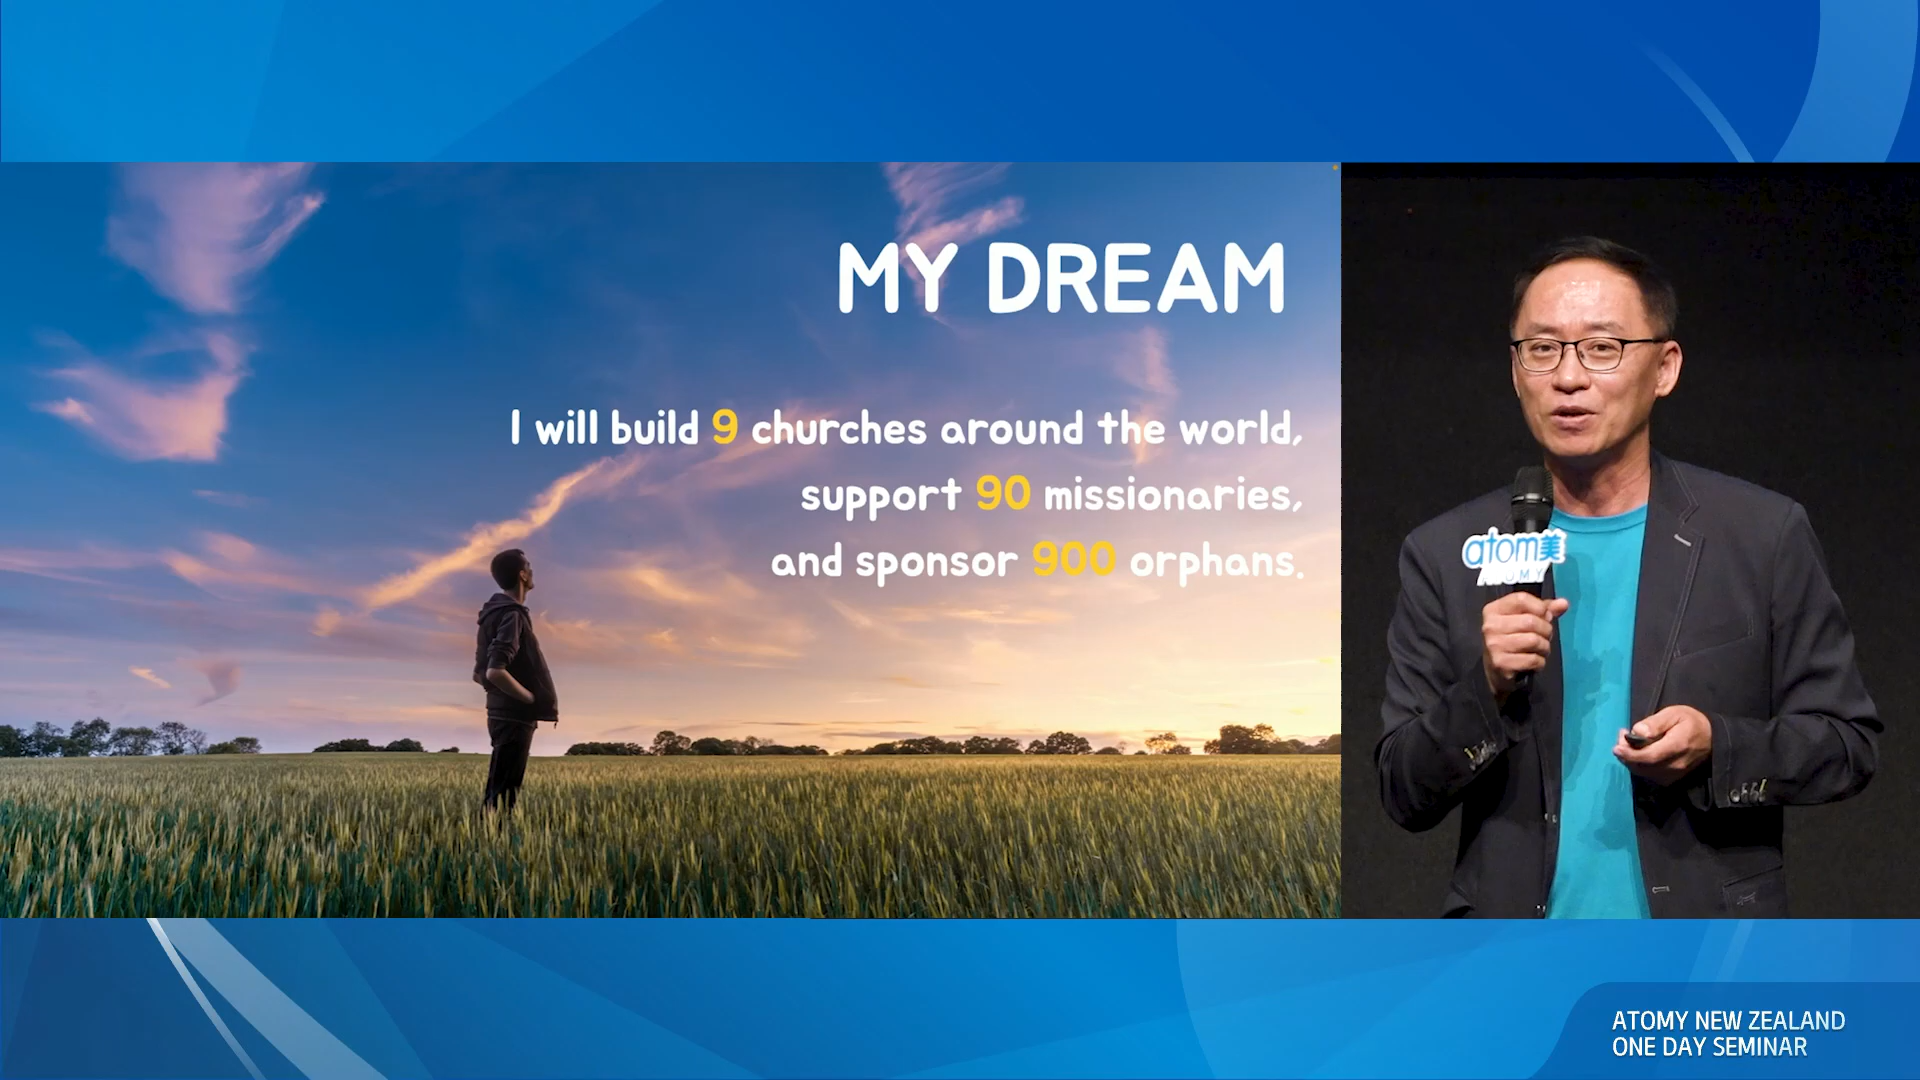 MY DREAM
I will build 9 churches around the world,
support 90 missionaries,
and sponsor 900 orphans.
atom美
ATOMY
ATOMY NEW ZEALAND
ONE DAY SEMINAR